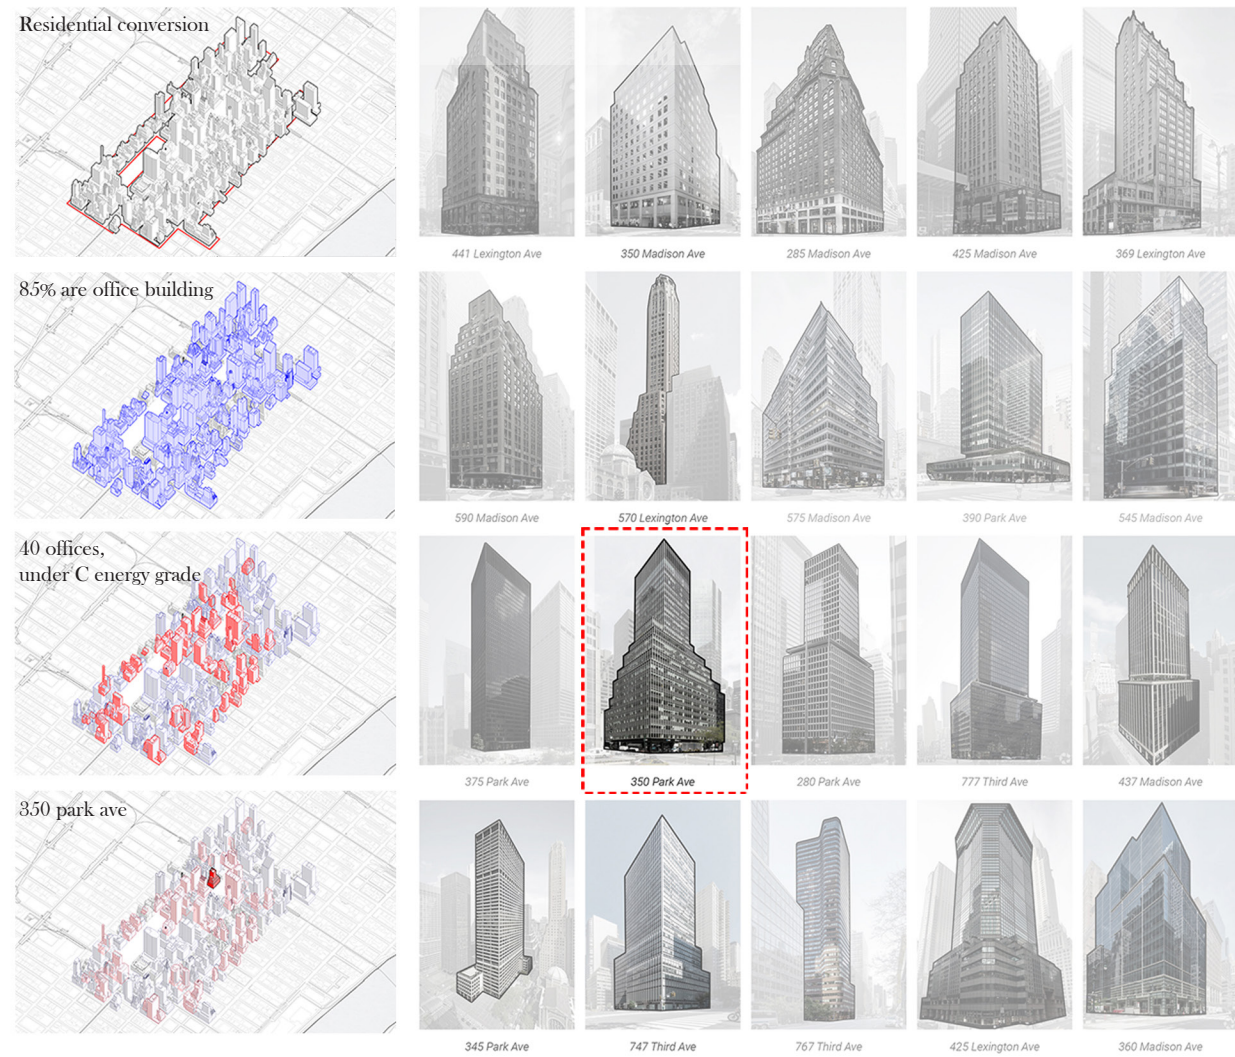 Residential conversion
441 Lexington Ave
350 Madison Ave
285 Madison Ave
425 Madison Ave
369 Lexington Ave
85% are office building
590 Madison Ave
570 Lexington Ave
575 Madison Ave
390 Park Ave
545 Madison Ave
40 offices,
under C energy grade
375 Park Ave
350 Park Ave
280 Park Ave
777 Third Ave
437 Madison Ave
350 park ave
345 Park Ave
747 Third Ave
767 Third Ave
425 Lexington Ave
360 Madison Ave